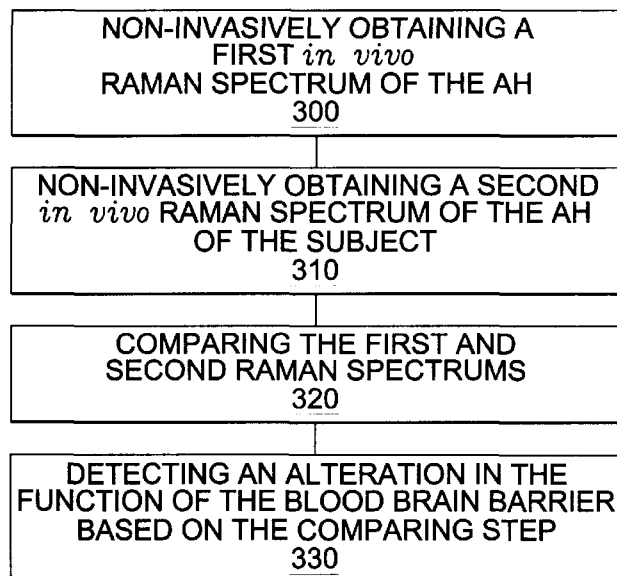 NON-INVASIVELY OBTAINING A
FIRST in vivo
RAMAN SPECTRUM OF THE AH
300
NON-INVASIVELY OBTAINING A SECOND
in vivo RAMAN SPECTRUM OF THE AH
OF THE SUBJECT
310
COMPARING THE FIRST AND
SECOND RAMAN SPECTRUMS
320
DETECTING AN ALTERATION IN THE
FUNCTION OF THE BLOOD BRAIN BARRIER
BASED ON THE COMPARING STEP
330